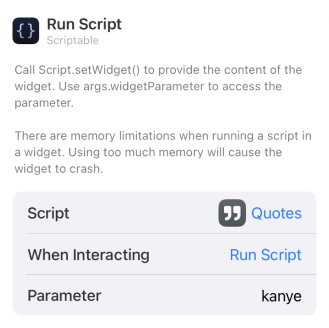 Run Script
Scriptable
Call Script.setWidget() to provide the content of the
widget. Use args.widgetParameter to access the
parameter.
There are memory limitations when running a script in
a widget. Using too much memory will cause the
widget to crash.
Script Quotes
When Interacting Run Script
Parameter kanye